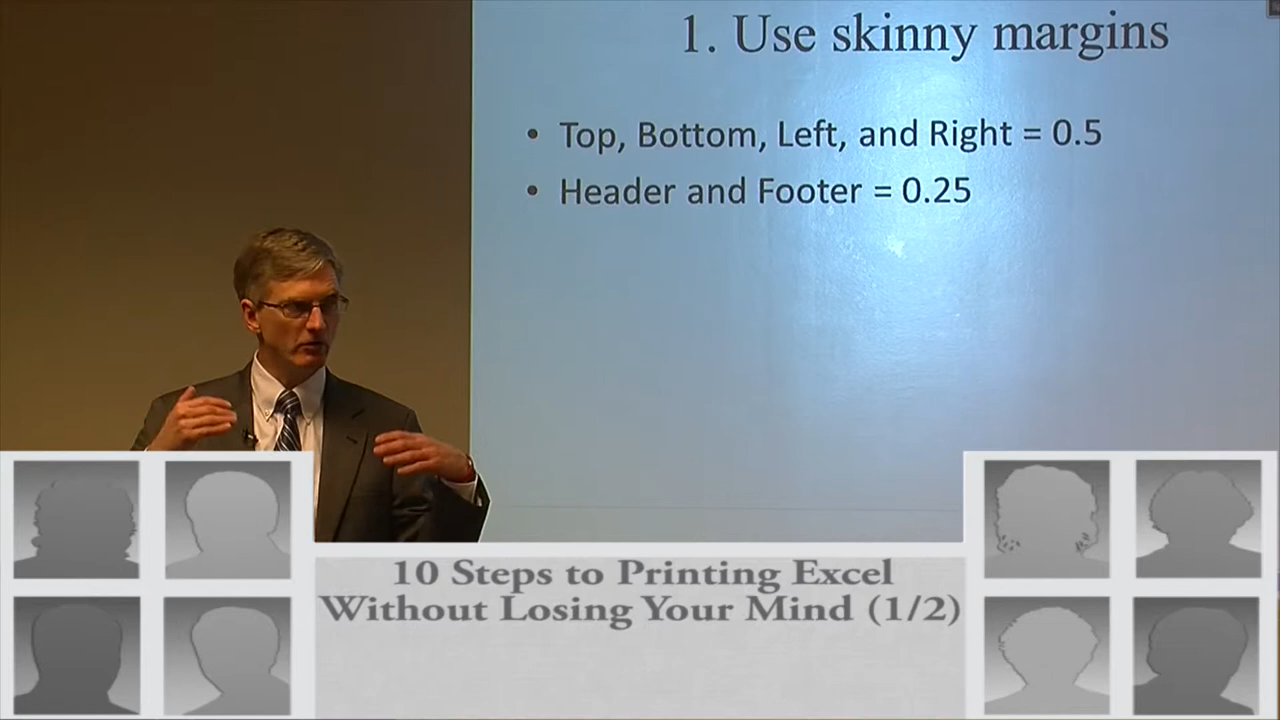 1. Use skinny margins
• Top, Bottom, Left, and Right = 0.5
• Header and Footer = 0.25
10 Steps to Printing Excel
Without Losing Your Mind (1/2)